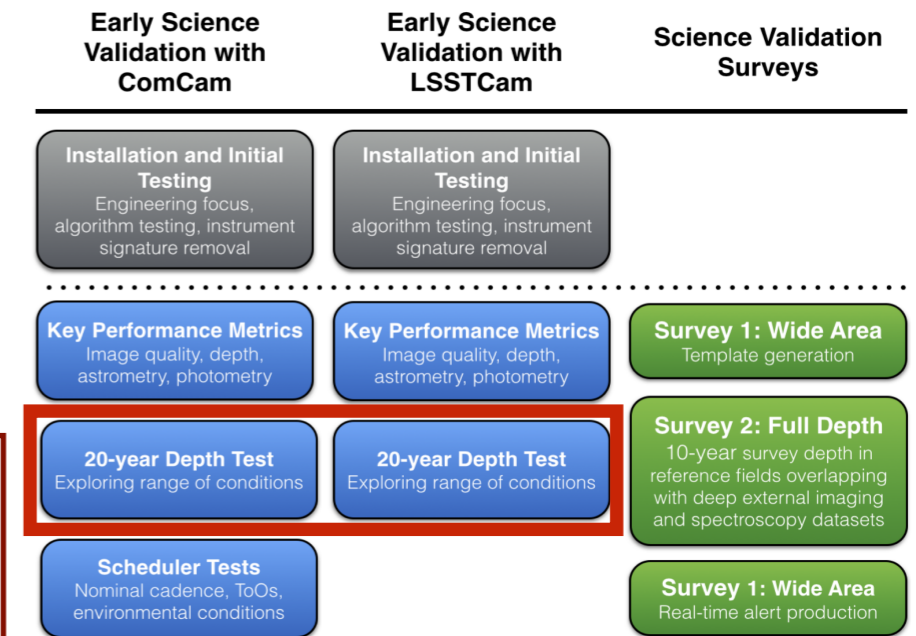 Early Science
Validation with
ComCam
Early Science
Validation with
LSSTCam
Science Validation
Surveys
Installation and Initial
Testing
Engineering focus,
algorithm testing, instrument
signature removal
Installation and Initial
Testing
Engineering focus,
algorithm testing, instrument
signature removal
Key Performance Metrics
Image quality, depth,
astrometry, photometry
Key Performance Metrics
Image quality, depth,
astrometry, photometry
Survey 1: Wide Area
Template generation
20-year Depth Test
Exploring range of conditions
20-year Depth Test
Exploring range of conditions
Survey 2: Full Depth
10-year survey depth in
reference fields overlapping
with deep external imaging
and spectroscopy datasets
Scheduler Tests
Nominal cadence, ToOs,
environmental conditions
Survey 1: Wide Area
Real-time alert production